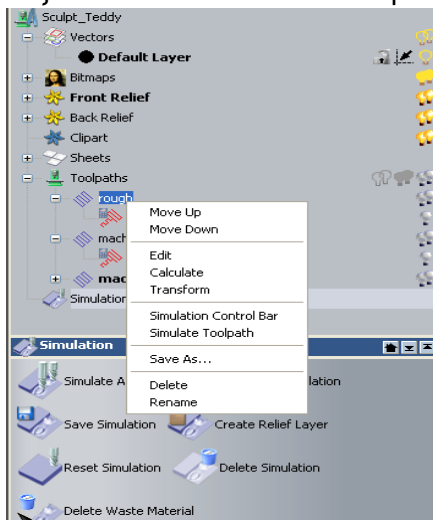 Sculpt_Teddy
Vectors
Default Layer
Bitmaps
Front Relief
Back Relief
Clipart
Sheets
Toolpaths
rough
Move Up
Move Down
mach
Edit
Calculate
mac
Transform
Simulation
Simulation Control Bar
Simulate Toolpath
Simulation
Save As...
Simulate A
lation
Delete
Rename
Save Simulation
Create Relief Layer
Reset Simulation
Delete Simulation
Delete Waste Material